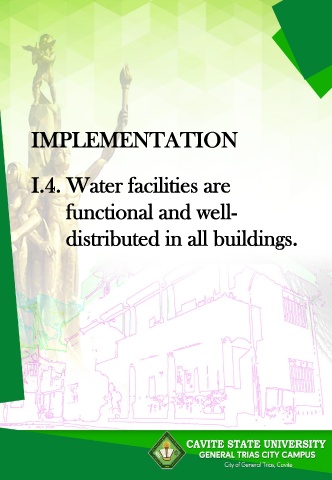 IMPLEMENTATION
I.4. Water facilities are
functional and well-
distributed in all buildings.
CAVITE STATE UNIVERSITY
GENERAL TRIAS CITY CAMPUS
City of General Trias, Cavite